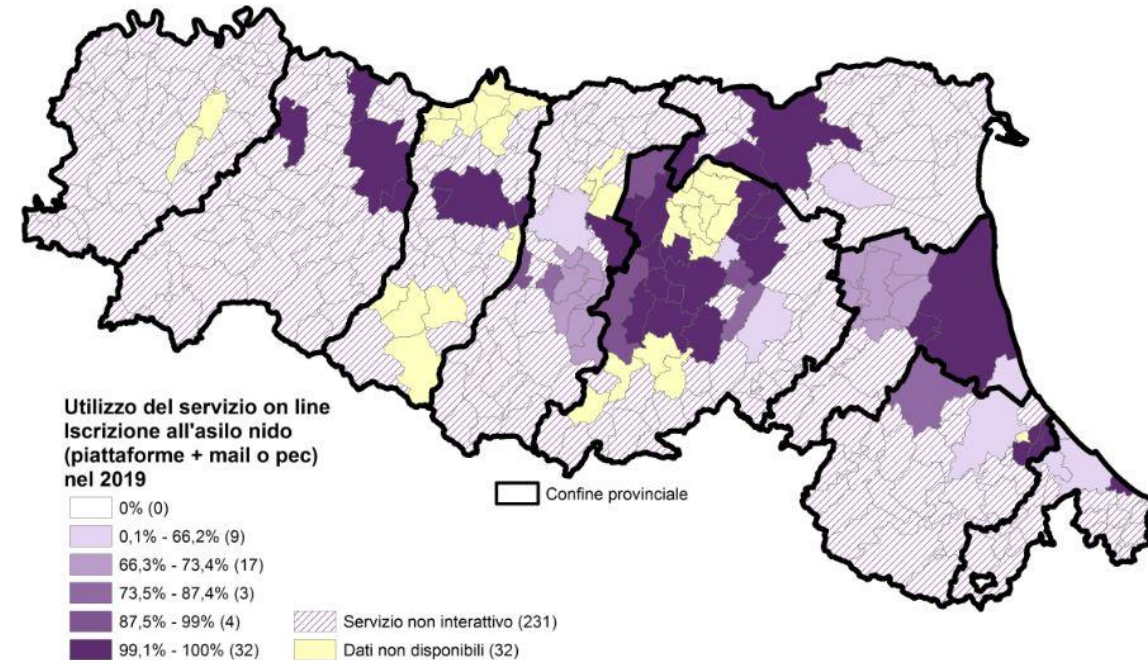 Utilizzo del servizio on line
Iscrizione all'asilo nido
(piattaforme + mail o pec)
nel 2019
Confine provinciale
0% (0)
0,1% - 66,2% (9)
66,3% - 73,4% (17)
73,5% - 87,4% (3)
87,5% - 99% (4)
Servizio non interattivo (231)
99,1% - 100% (32)
Dati non disponibili (32)